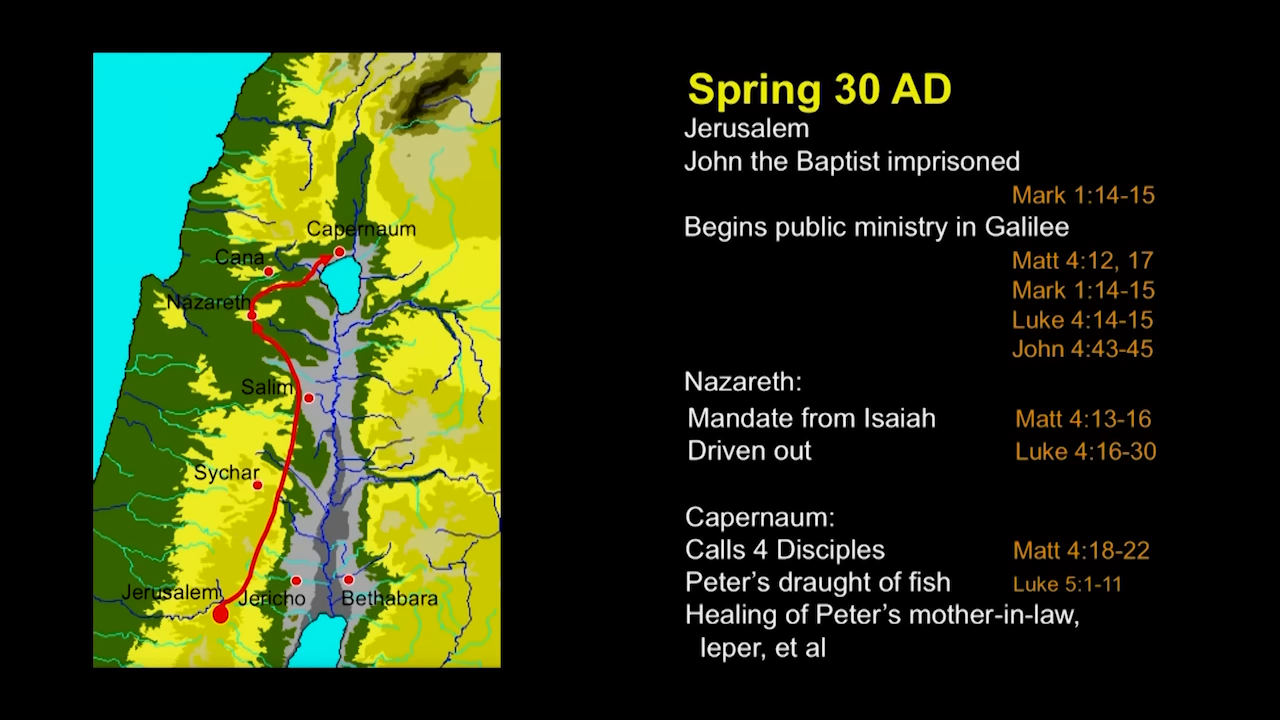 Capernaum
Cana
Nazareth
Salim
Sychar
Jerusalem
Jericho
Bethabara
Spring 30 AD
Jerusalem
John the Baptist imprisoned
Mark 1:14-15
Begins public ministry in Galilee
Matt 4:12, 17
Mark 1:14-15
Luke 4:14-15
John 4:43-45
Nazareth:
Mandate from Isaiah Matt 4:13-16
Driven out Luke 4:16-30
Capernaum:
Calls 4 Disciples Matt 4:18-22
Peter's draught of fish Luke 5:1-11
Healing of Peter's mother-in-law,
leper, et al